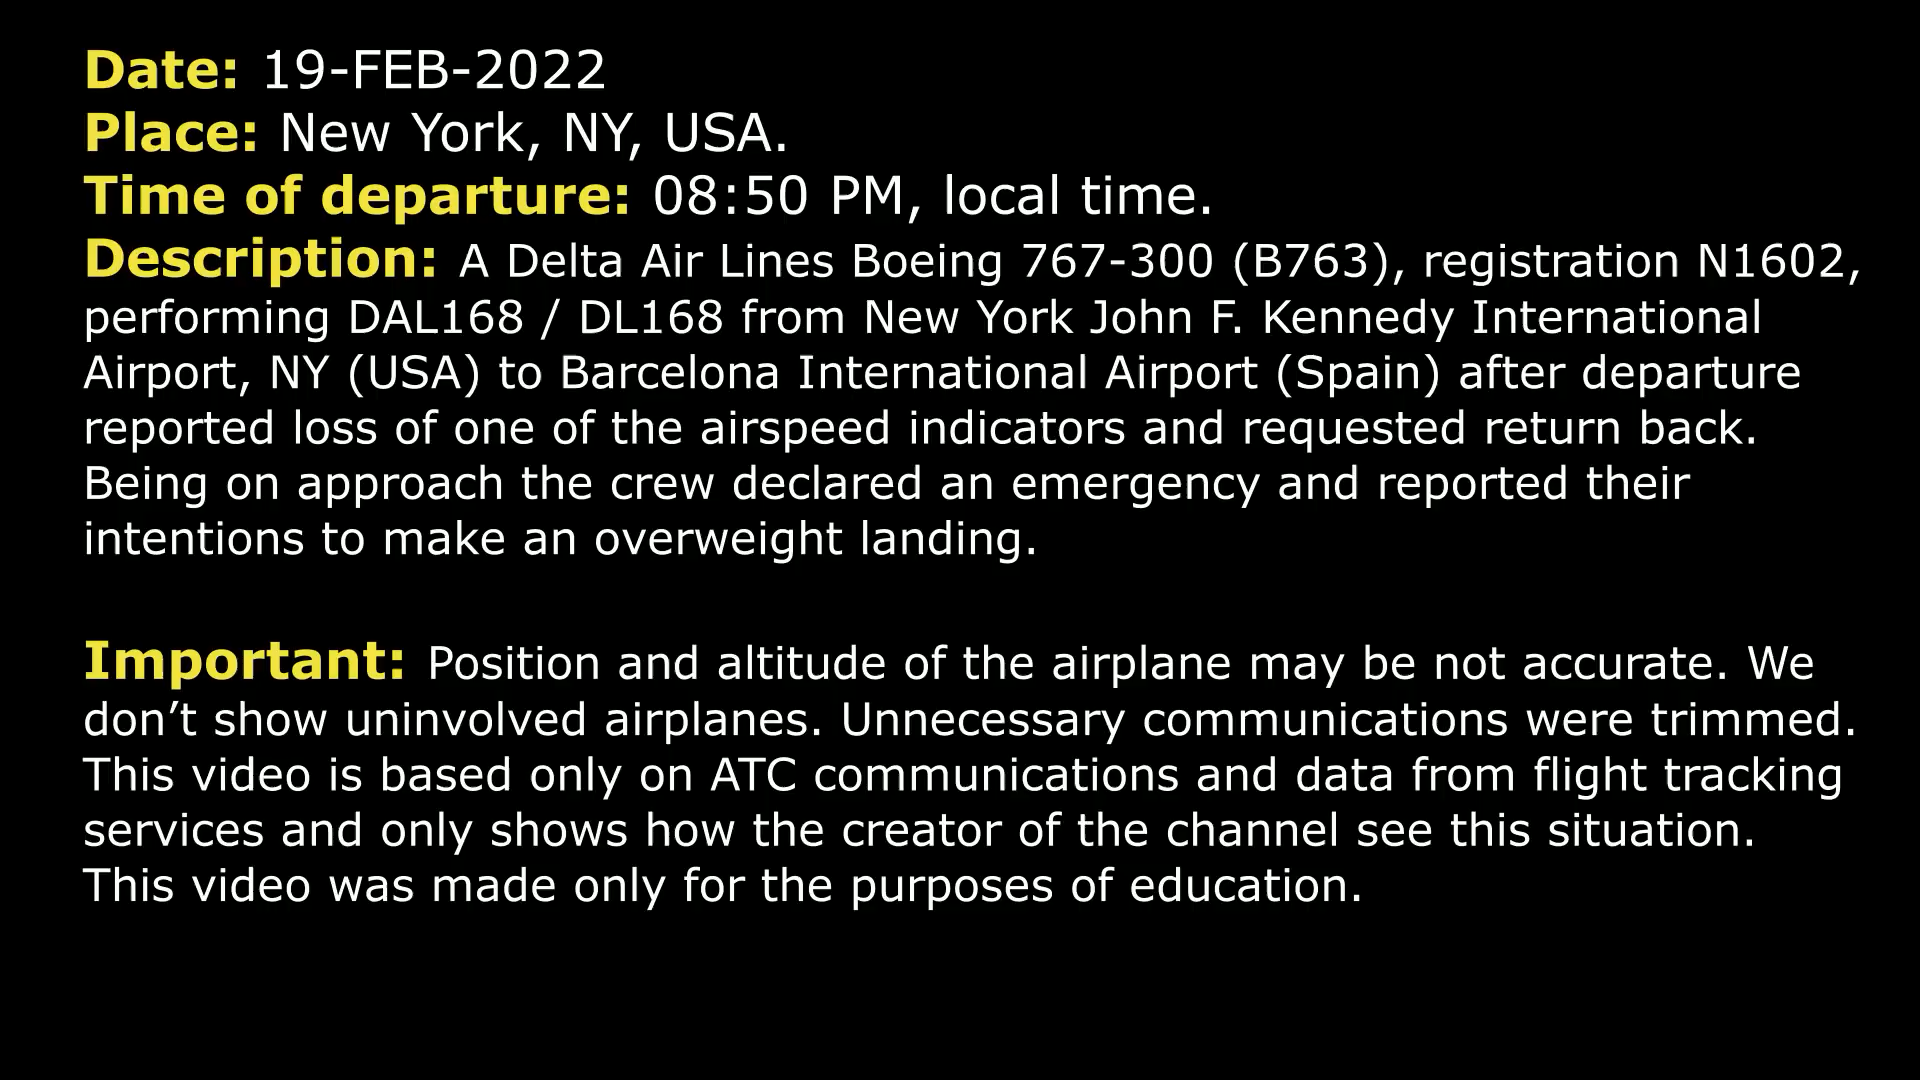 Date: 19-FEB-2022
Place: New York, NY, USA.
Time of departure: 08:50 PM, local time.
Description: A Delta Air Lines Boeing 767-300 (B763), registration N1602,
performing DAL168 / DL168 from New York John F. Kennedy International
Airport, NY (USA) to Barcelona International Airport (Spain) after departure
reported loss of one of the airspeed indicators and requested return back.
Being on approach the crew declared an emergency and reported their
intentions to make an overweight landing.
Important: Position and altitude of the airplane may be not accurate. We
don’t show uninvolved airplanes. Unnecessary communications were trimmed.
This video is based only on ATC communications and data from flight tracking
services and only shows how the creator of the channel see this situation.
This video was made only for the purposes of education.